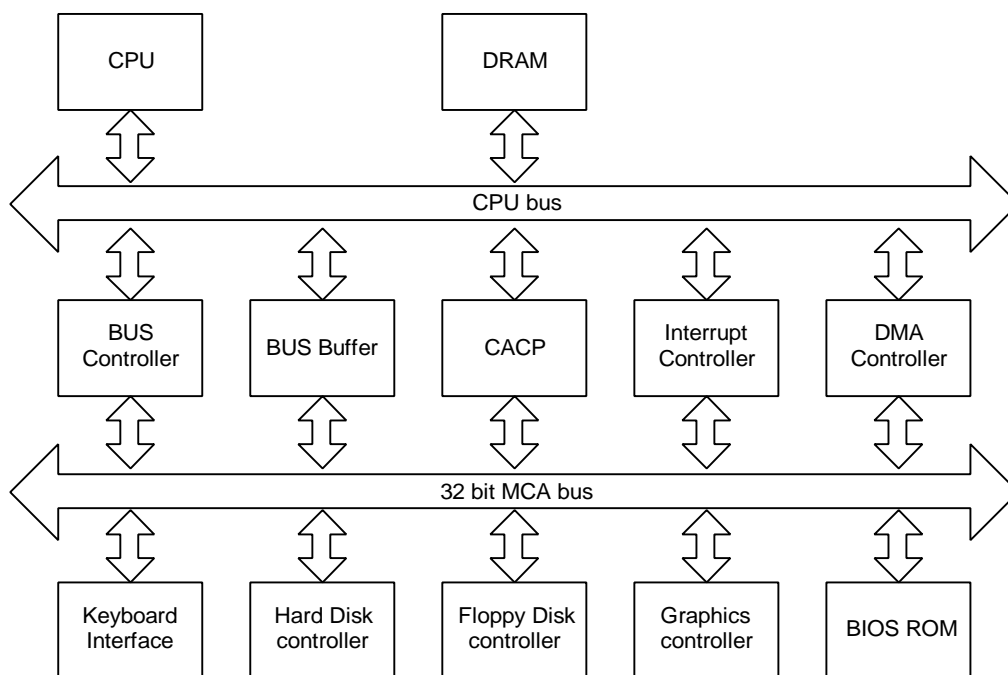 CPU
DRAM
CPU bus
BUS
Controller
BUS Buffer
CACP
Interrupt
Controller
DMA
Controller
32 bit MCA bus
Keyboard
Interface
Hard Disk
controller
Floppy Disk
controller
Graphics
controller
BIOS ROM